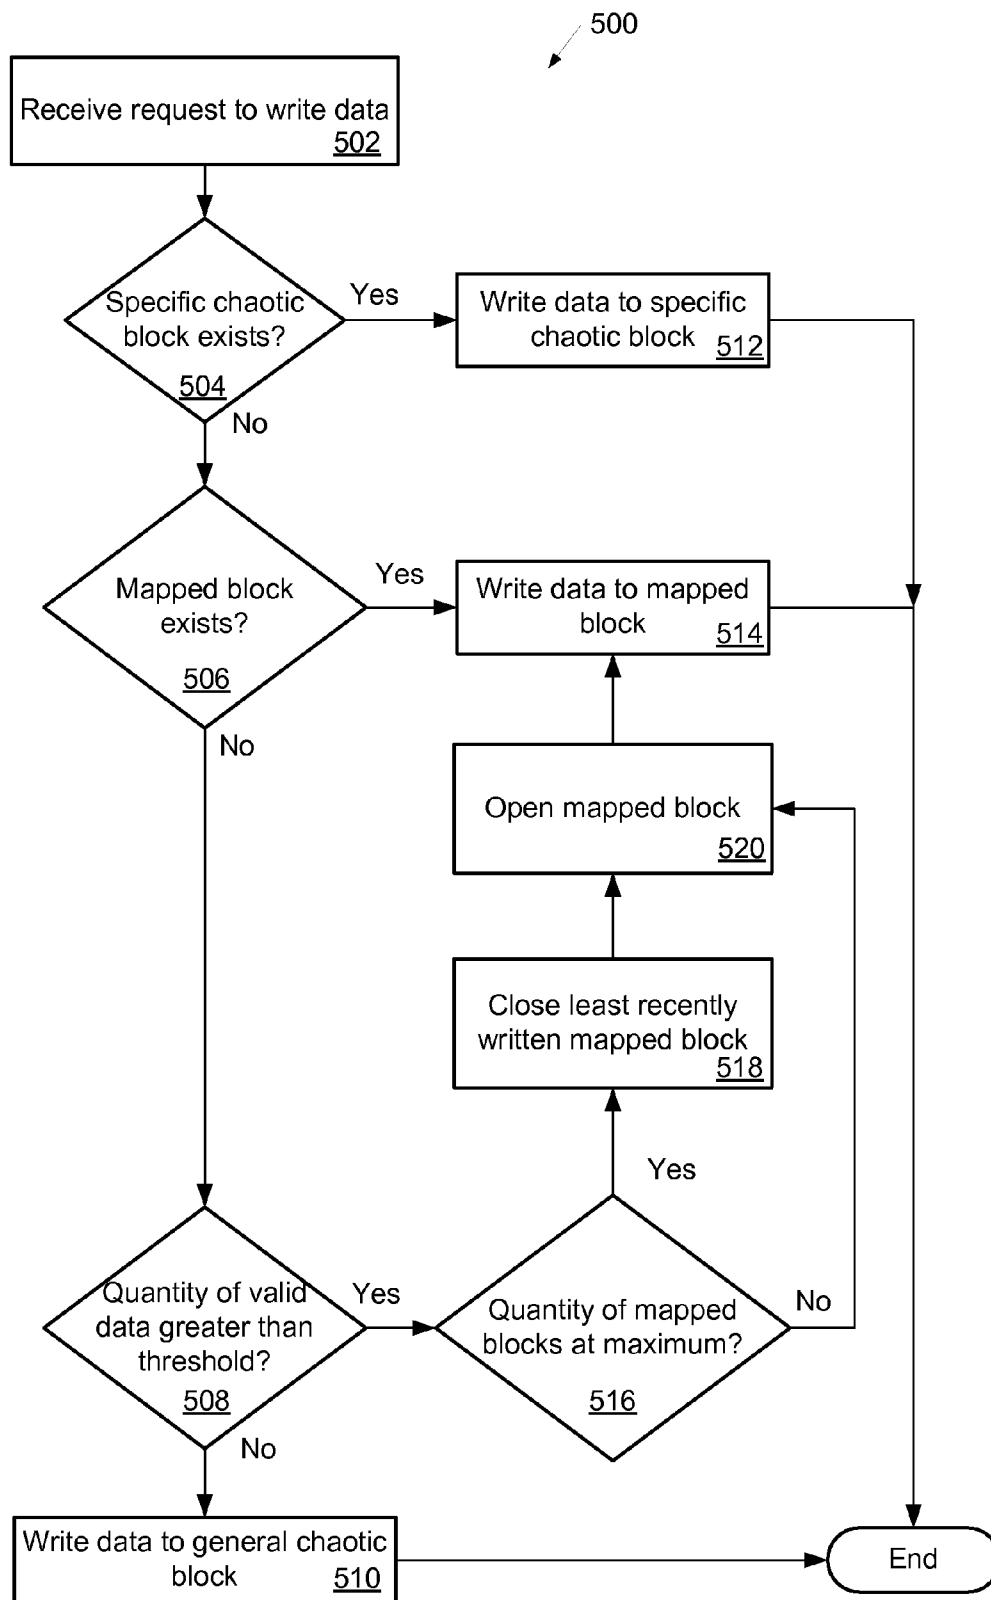 500
Receive request to write data
502
Specific chaotic
block exists?
504
Yes
No
Write data to specific
chaotic block
512
Mapped block
exists?
506
Yes
No
Write data to mapped
block
514
Open mapped block
520
Close least recently
written mapped block
518
Yes
Quantity of valid
data greater than
threshold?
508
Yes
No
Quantity of mapped
blocks at maximum?
516
No
Write data to general chaotic
block
510
End